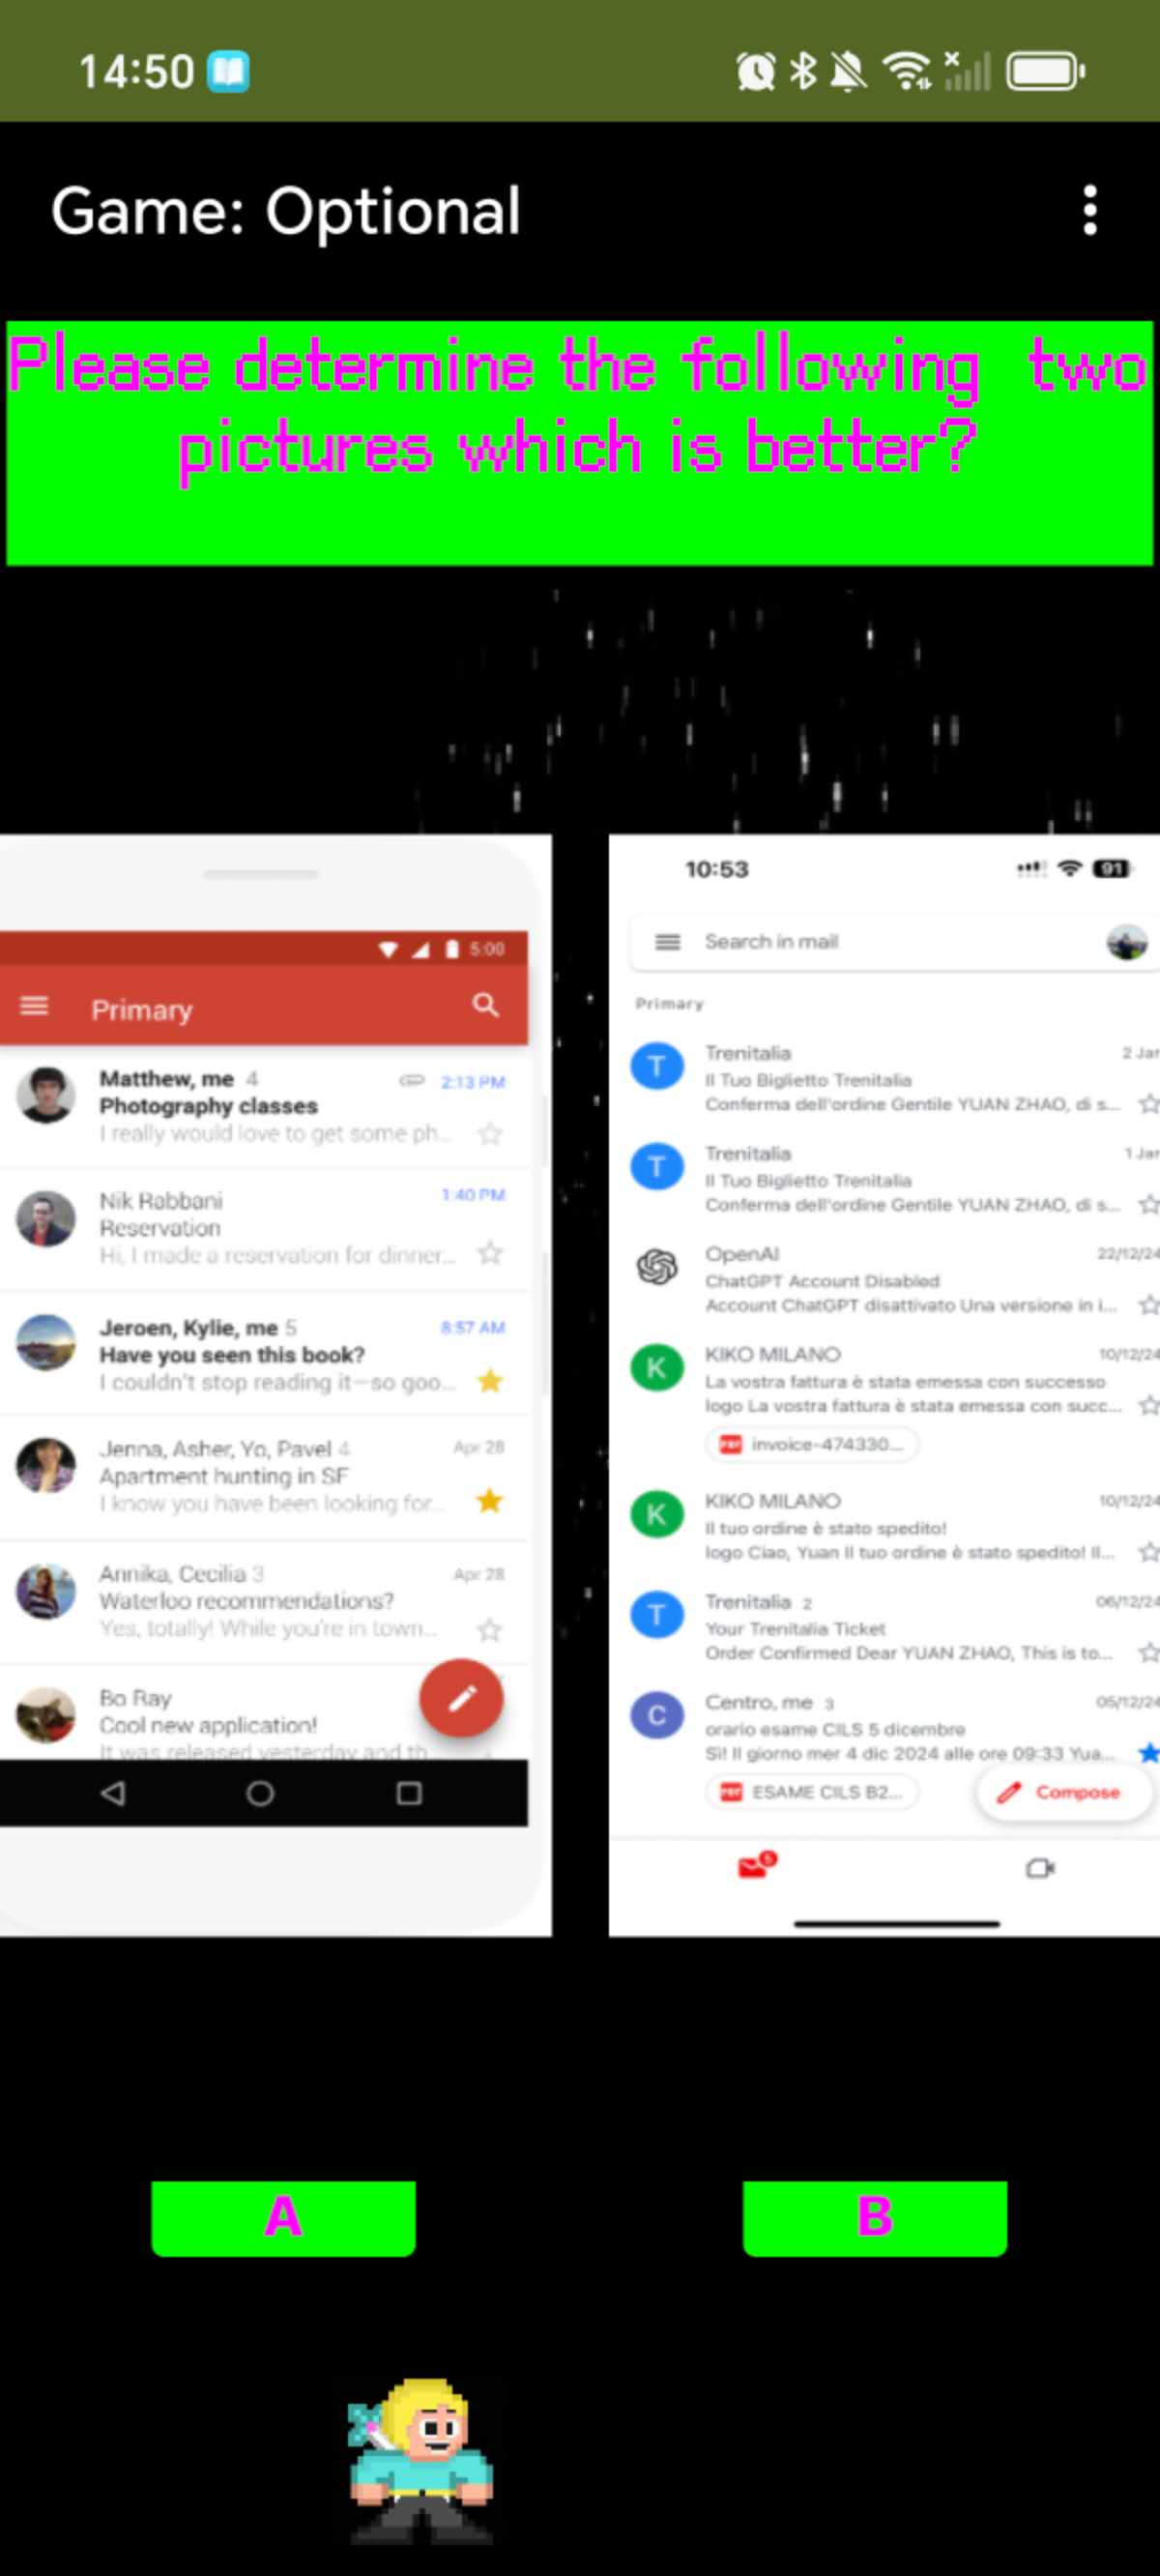 14:50
Game: Optional
Please determine the following two
pictures which is better?
5:00
Primary
Matthew, me 4 2:13 PM
Photography classes
I really would love to get some ph...
Nik Rabbani 1:40 PM
Reservation
Hi, I made a reservation for dinner...
Jeroen, Kylie, me 5 8:57 AM
Have you seen this book?
I couldn't stop reading it—so goo...
Jenna, Asher, Yo, Pavel 4 Apr 28
Apartment hunting in SF
I know you have been looking for...
Annika, Cecilia 3 Apr 28
Waterloo recommendations?
Yes, totally! While you're in town...
Bo Ray
Cool new application!
It was released yesterday and th...
10:53 91
Search in mail
Primary
T Trenitalia 2 Jan
Il Tuo Biglietto Trenitalia
Conferma dell'ordine Gentile YUAN ZHAO, di s...
T Trenitalia 1 Jan
Il Tuo Biglietto Trenitalia
Conferma dell'ordine Gentile YUAN ZHAO, di s...
OpenAI 22/12/24
ChatGPT Account Disabled
Account ChatGPT disattivato Una versione in i...
K KIKO MILANO 10/12/24
La vostra fattura è stata emessa con successo
logo La vostra fattura è stata emessa con succ...
PDF invoice-474330...
K KIKO MILANO 10/12/24
Il tuo ordine è stato spedito!
logo Ciao, Yuan Il tuo ordine è stato spedito! Il...
T Trenitalia 2 06/12/24
Your Trenitalia Ticket
Order Confirmed Dear YUAN ZHAO, This is to...
C Centro, me 3 05/12/24
orario esame CILS 5 dicembre
Sì! Il giorno mer 4 dic 2024 alle ore 09:33 Yua...
PDF ESAME CILS B2...
Compose
5
A
B